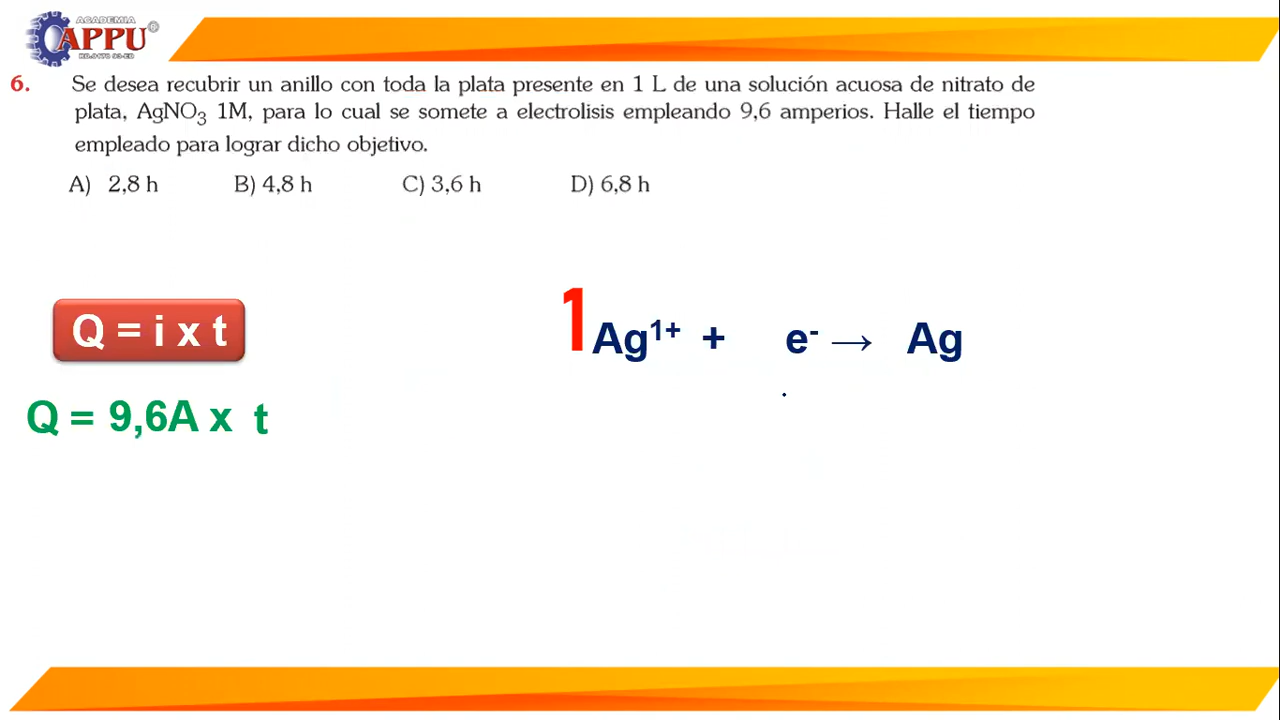 ACADEMIA
APPU®
6. Se desea recubrir un anillo con toda la plata presente en 1 L de una solución acuosa de nitrato de
plata, AgNO₃ 1M, para lo cual se somete a electrolisis empleando 9,6 amperios. Halle el tiempo
empleado para lograr dicho objetivo.
A) 2,8 h B) 4,8 h C) 3,6 h D) 6,8 h
Q = i x t
1 Ag¹⁺ + e⁻ → Ag
Q = 9,6A x t